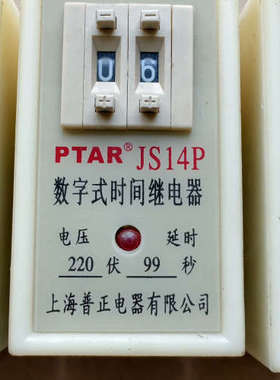 + +
0 6
- -
PTAR® JS14P
数字式时间继电器
电压 延时
220 伏 99 秒
上海普正电器有限公司